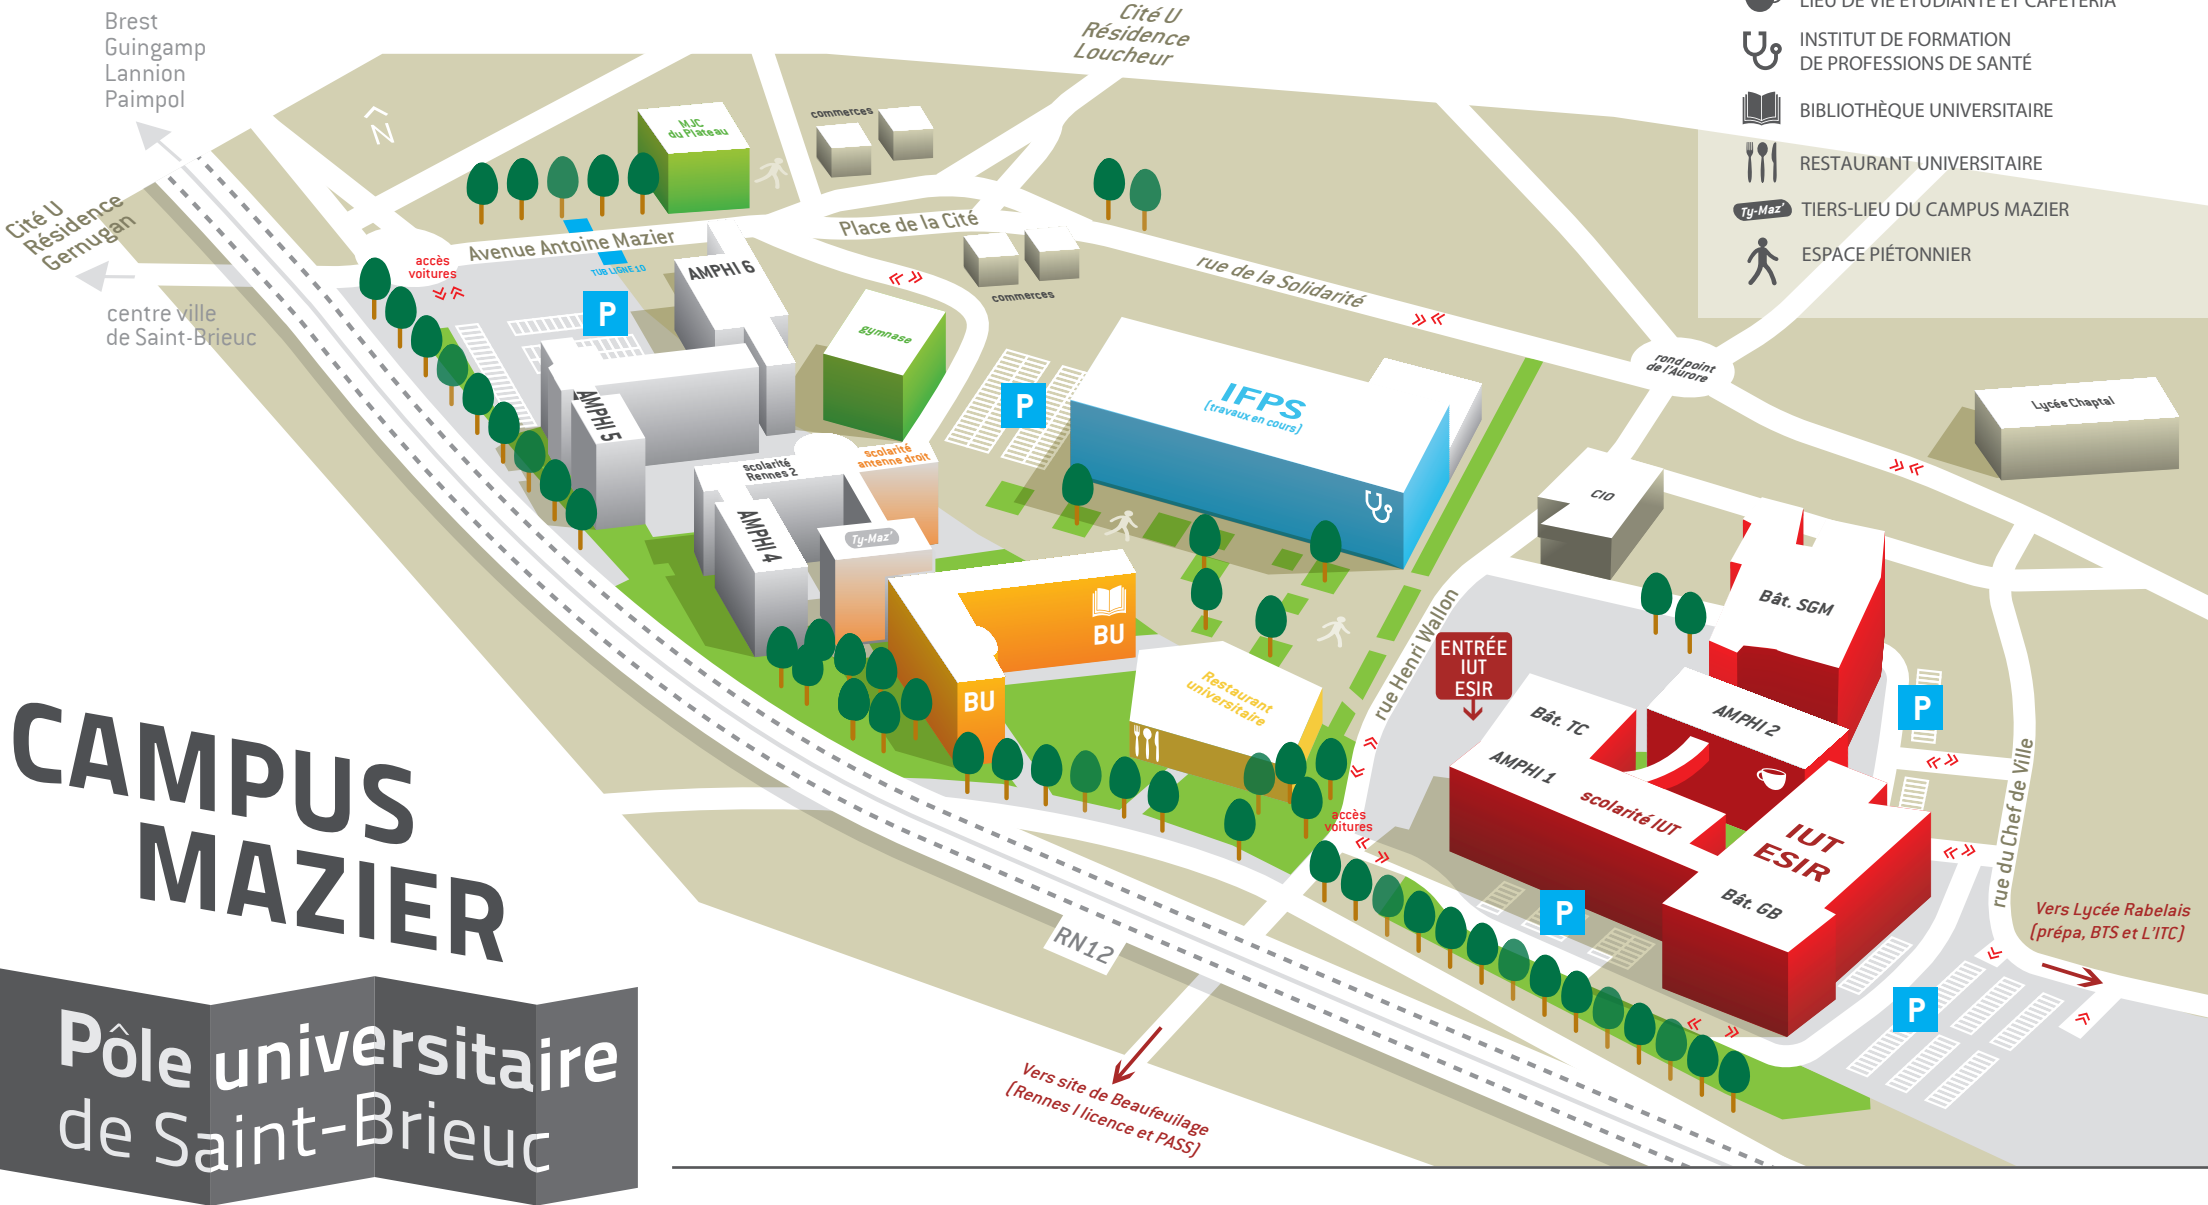 Brest
Guingamp
Lannion
Paimpol
Cité U
Résidence
Loucheur
LIEU DE VIE ÉTUDIANTE ET CAFÉTÉRIA
INSTITUT DE FORMATION
DE PROFESSIONS DE SANTÉ
BIBLIOTHÈQUE UNIVERSITAIRE
RESTAURANT UNIVERSITAIRE
Ty-Maz' TIERS-LIEU DU CAMPUS MAZIER
ESPACE PIÉTONNIER
N
MJC
du Plateau
commerces
Cité U
Résidence
Gernugan
centre ville
de Saint-Brieuc
accès
voitures
Avenue Antoine Mazier
TUB LIGNE 10
Place de la Cité
commerces
rue de la Solidarité
rond point
de l'Aurore
Lycée Chaptal
P
AMPHI 6
gymnase
AMPHI 5
P
IFPS
(travaux en cours)
scolarité
Rennes 2
scolarité
antenne droit
AMPHI 4
Ty-Maz'
BU
BU
CIO
Bât. SGM
rue Henri Wallon
ENTRÉE
IUT
ESIR
Restaurant
universitaire
Bât. TC
AMPHI 2
AMPHI 1
scolarité IUT
IUT
ESIR
Bât. GB
P
rue du Chef de Ville
accès
voitures
P
P
Vers Lycée Rabelais
(prépa, BTS et L'ITC)
RN12
Vers site de Beaufeuilage
(Rennes I licence et PASS)
CAMPUS
MAZIER
Pôle universitaire
de Saint-Brieuc